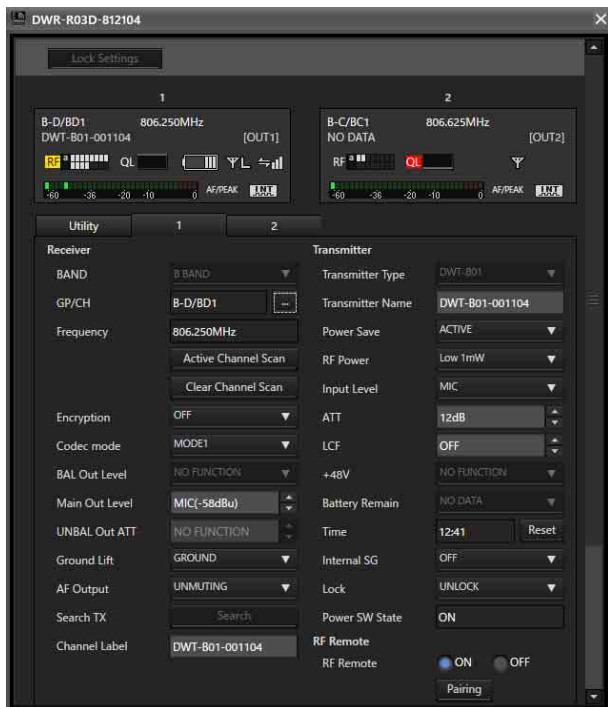 DWR-R03D-812104
Lock Settings
1
B-D/BD1 806.250MHz
DWT-B01-001104 [OUT1]
RF a QL L
-60 -36 -20 -10 0 AF/PEAK INT
2
B-C/BC1 806.625MHz
NO DATA [OUT2]
RF a QL
-60 -36 -20 -10 0 AF/PEAK INT
Utility 1 2
Receiver
BAND B BAND
GP/CH B-D/BD1 ...
Frequency 806.250MHz
Active Channel Scan
Clear Channel Scan
Encryption OFF
Codec mode MODE1
BAL Out Level NO FUNCTION
Main Out Level MIC(-58dBu)
UNBAL Out ATT NO FUNCTION
Ground Lift GROUND
AF Output UNMUTING
Search TX Search
Channel Label DWT-B01-001104
Transmitter
Transmitter Type DWT-B01
Transmitter Name DWT-B01-001104
Power Save ACTIVE
RF Power Low 1mW
Input Level MIC
ATT 12dB
LCF OFF
+48V NO FUNCTION
Battery Remain NO DATA
Time 12:41 Reset
Internal SG OFF
Lock UNLOCK
Power SW State ON
RF Remote
RF Remote ON OFF
Pairing